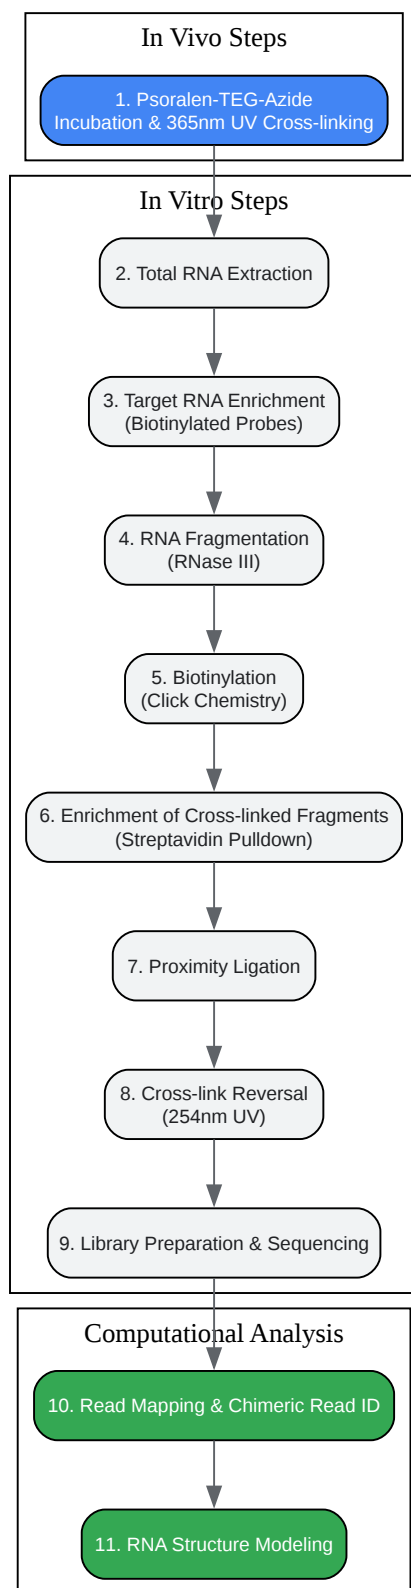 In Vivo Steps
1. Psoralen-TEG-Azide
Incubation & 365nm UV Cross-linking
In Vitro Steps
2. Total RNA Extraction
3. Target RNA Enrichment
(Biotinylated Probes)
4. RNA Fragmentation
(RNase III)
5. Biotinylation
(Click Chemistry)
6. Enrichment of Cross-linked Fragments
(Streptavidin Pulldown)
7. Proximity Ligation
8. Cross-link Reversal
(254nm UV)
9. Library Preparation & Sequencing
Computational Analysis
10. Read Mapping & Chimeric Read ID
11. RNA Structure Modeling